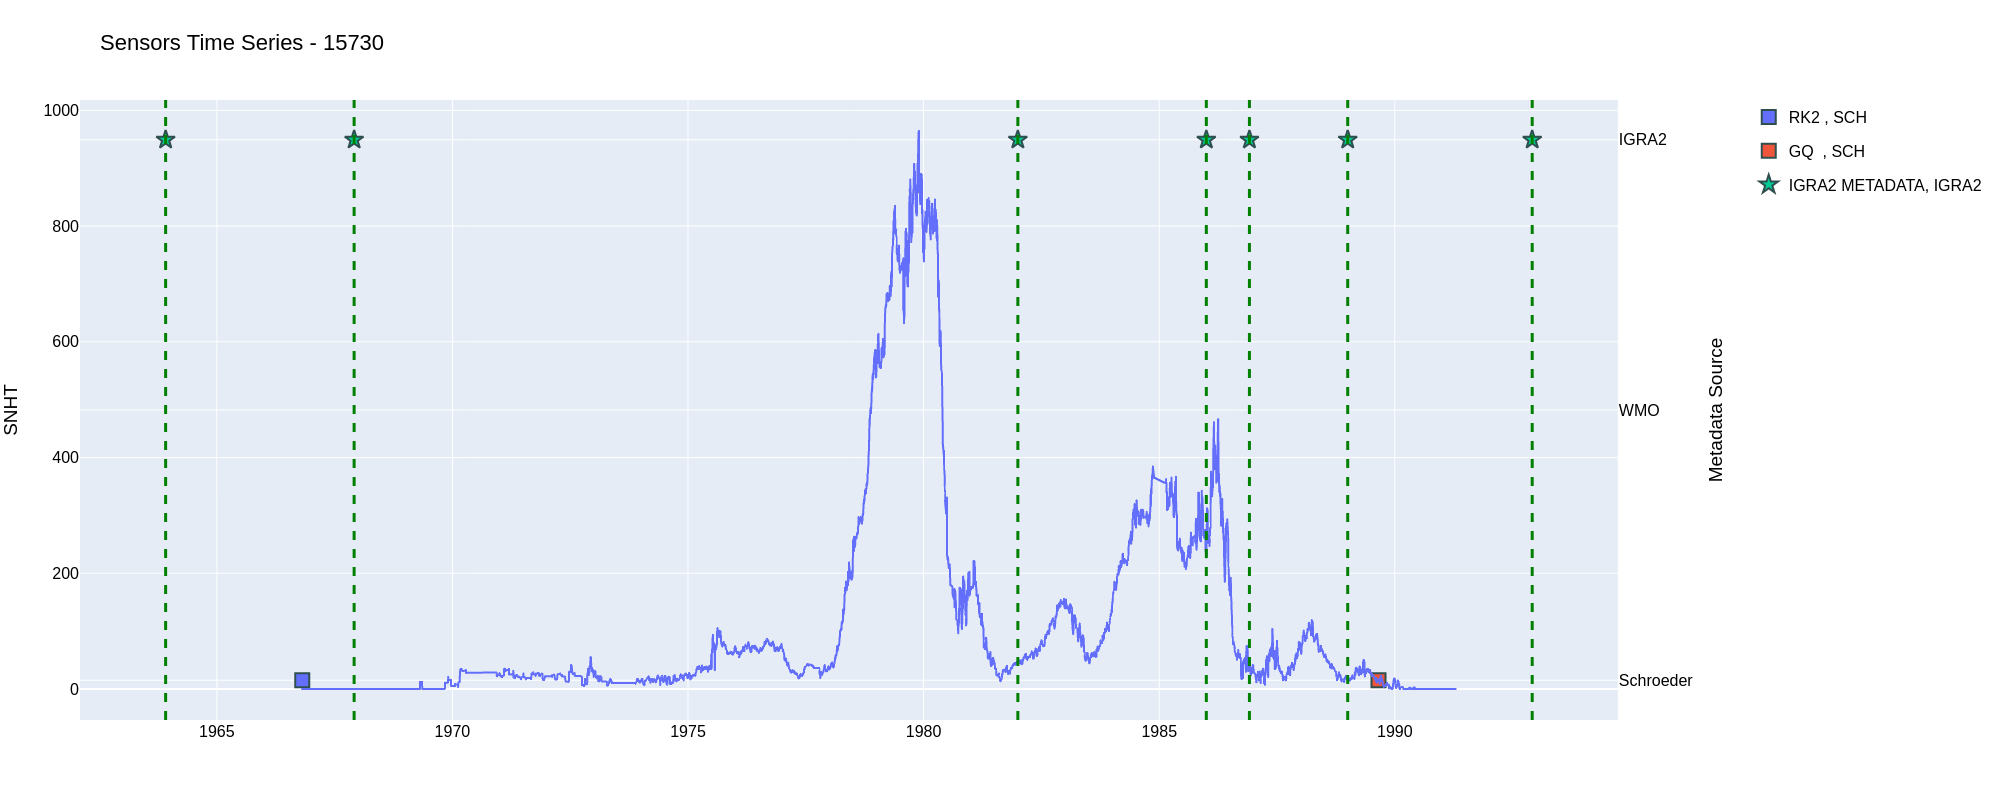 Sensors Time Series - 15730
1000
800
600
400
200
0
SNHT
1965
1970
1975
1980
1985
1990
IGRA2
WMO
Schroeder
Metadata Source
RK2 , SCH
GQ  , SCH
IGRA2 METADATA, IGRA2